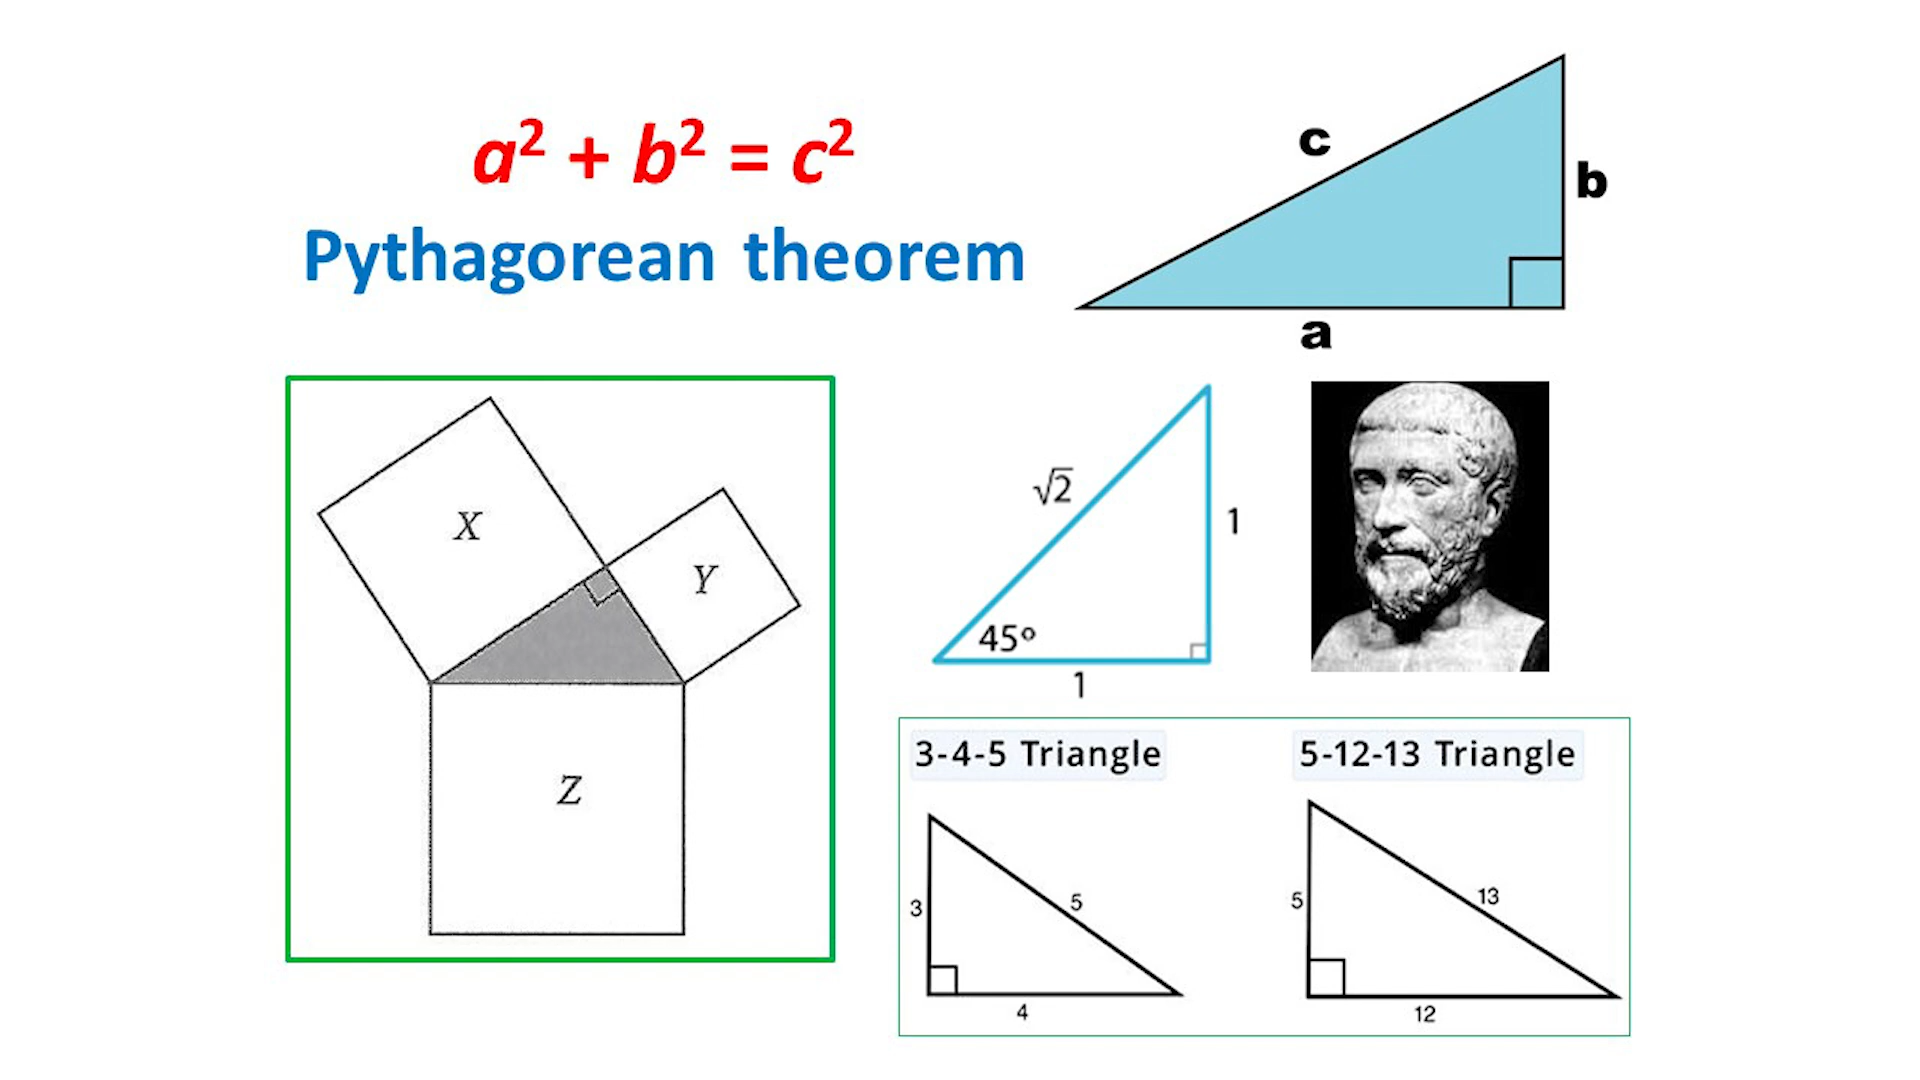 a² + b² = c²
Pythagorean theorem
c
b
a
X
Y
Z
√2
1
45º
1
3-4-5 Triangle
3
5
4
5-12-13 Triangle
5
13
12